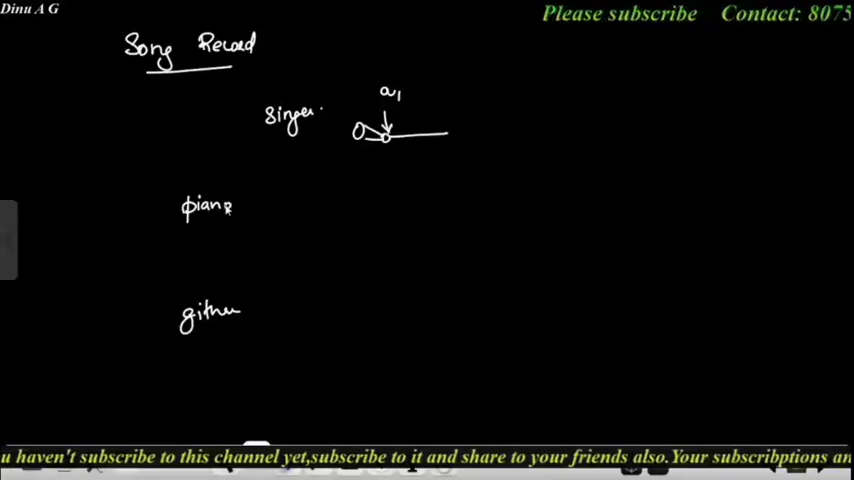 Dinu A G
Please subscribe Contact: 8075
Song Record
a1
Singer
pian
githu
u haven't subscribe to this channel yet,subscribe to it and share to your friends also.Your subscribptions an